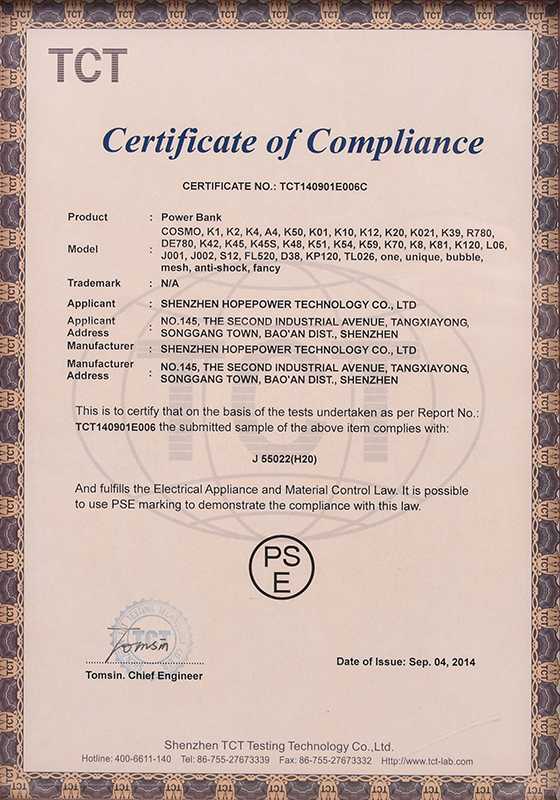 TCT
Certificate of Compliance
CERTIFICATE NO.: TCT140901E006C
Product : Power Bank
COSMO, K1, K2, K4, A4, K50, K01, K10, K12, K20, K021, K39, R780,
Model : DE780, K42, K45, K45S, K48, K51, K54, K59, K70, K8, K81, K120, L06,
J001, J002, S12, FL520, D38, KP120, TL026, one, unique, bubble,
mesh, anti-shock, fancy
Trademark : N/A
Applicant : SHENZHEN HOPEPOWER TECHNOLOGY CO., LTD
Applicant Address : NO.145, THE SECOND INDUSTRIAL AVENUE, TANGXIAYONG,
SONGGANG TOWN, BAO'AN DIST., SHENZHEN
Manufacturer : SHENZHEN HOPEPOWER TECHNOLOGY CO., LTD
Manufacturer Address : NO.145, THE SECOND INDUSTRIAL AVENUE, TANGXIAYONG,
SONGGANG TOWN, BAO'AN DIST., SHENZHEN
This is to certify that on the basis of the tests undertaken as per Report No.:
TCT140901E006 the submitted sample of the above item complies with:
TCT
J 55022(H20)
And fulfills the Electrical Appliance and Material Control Law. It is possible
to use PSE marking to demonstrate the compliance with this law.
PS
E
TCT
Tomsin
Tomsin. Chief Engineer
Date of Issue: Sep. 04, 2014
Shenzhen TCT Testing Technology Co.,Ltd.
Hotline: 400-6611-140 Tel: 86-755-27673339 Fax: 86-755-27673332 Http://www.tct-lab.com